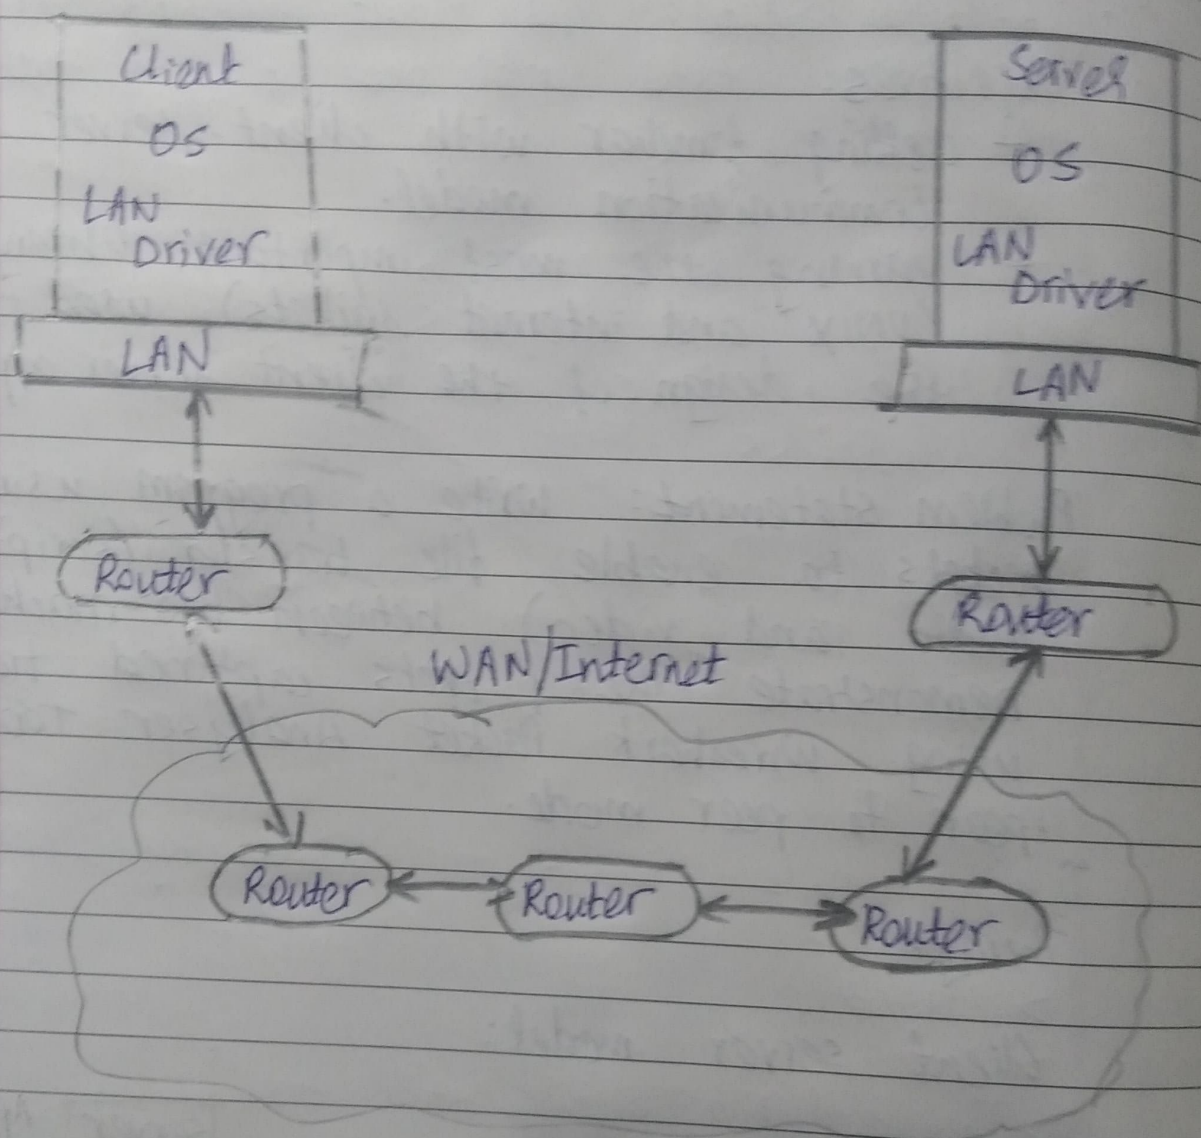 Client
OS
LAN
Driver
LAN
Router
Server
OS
LAN
Driver
LAN
Router
WAN/Internet
Router
Router
Router